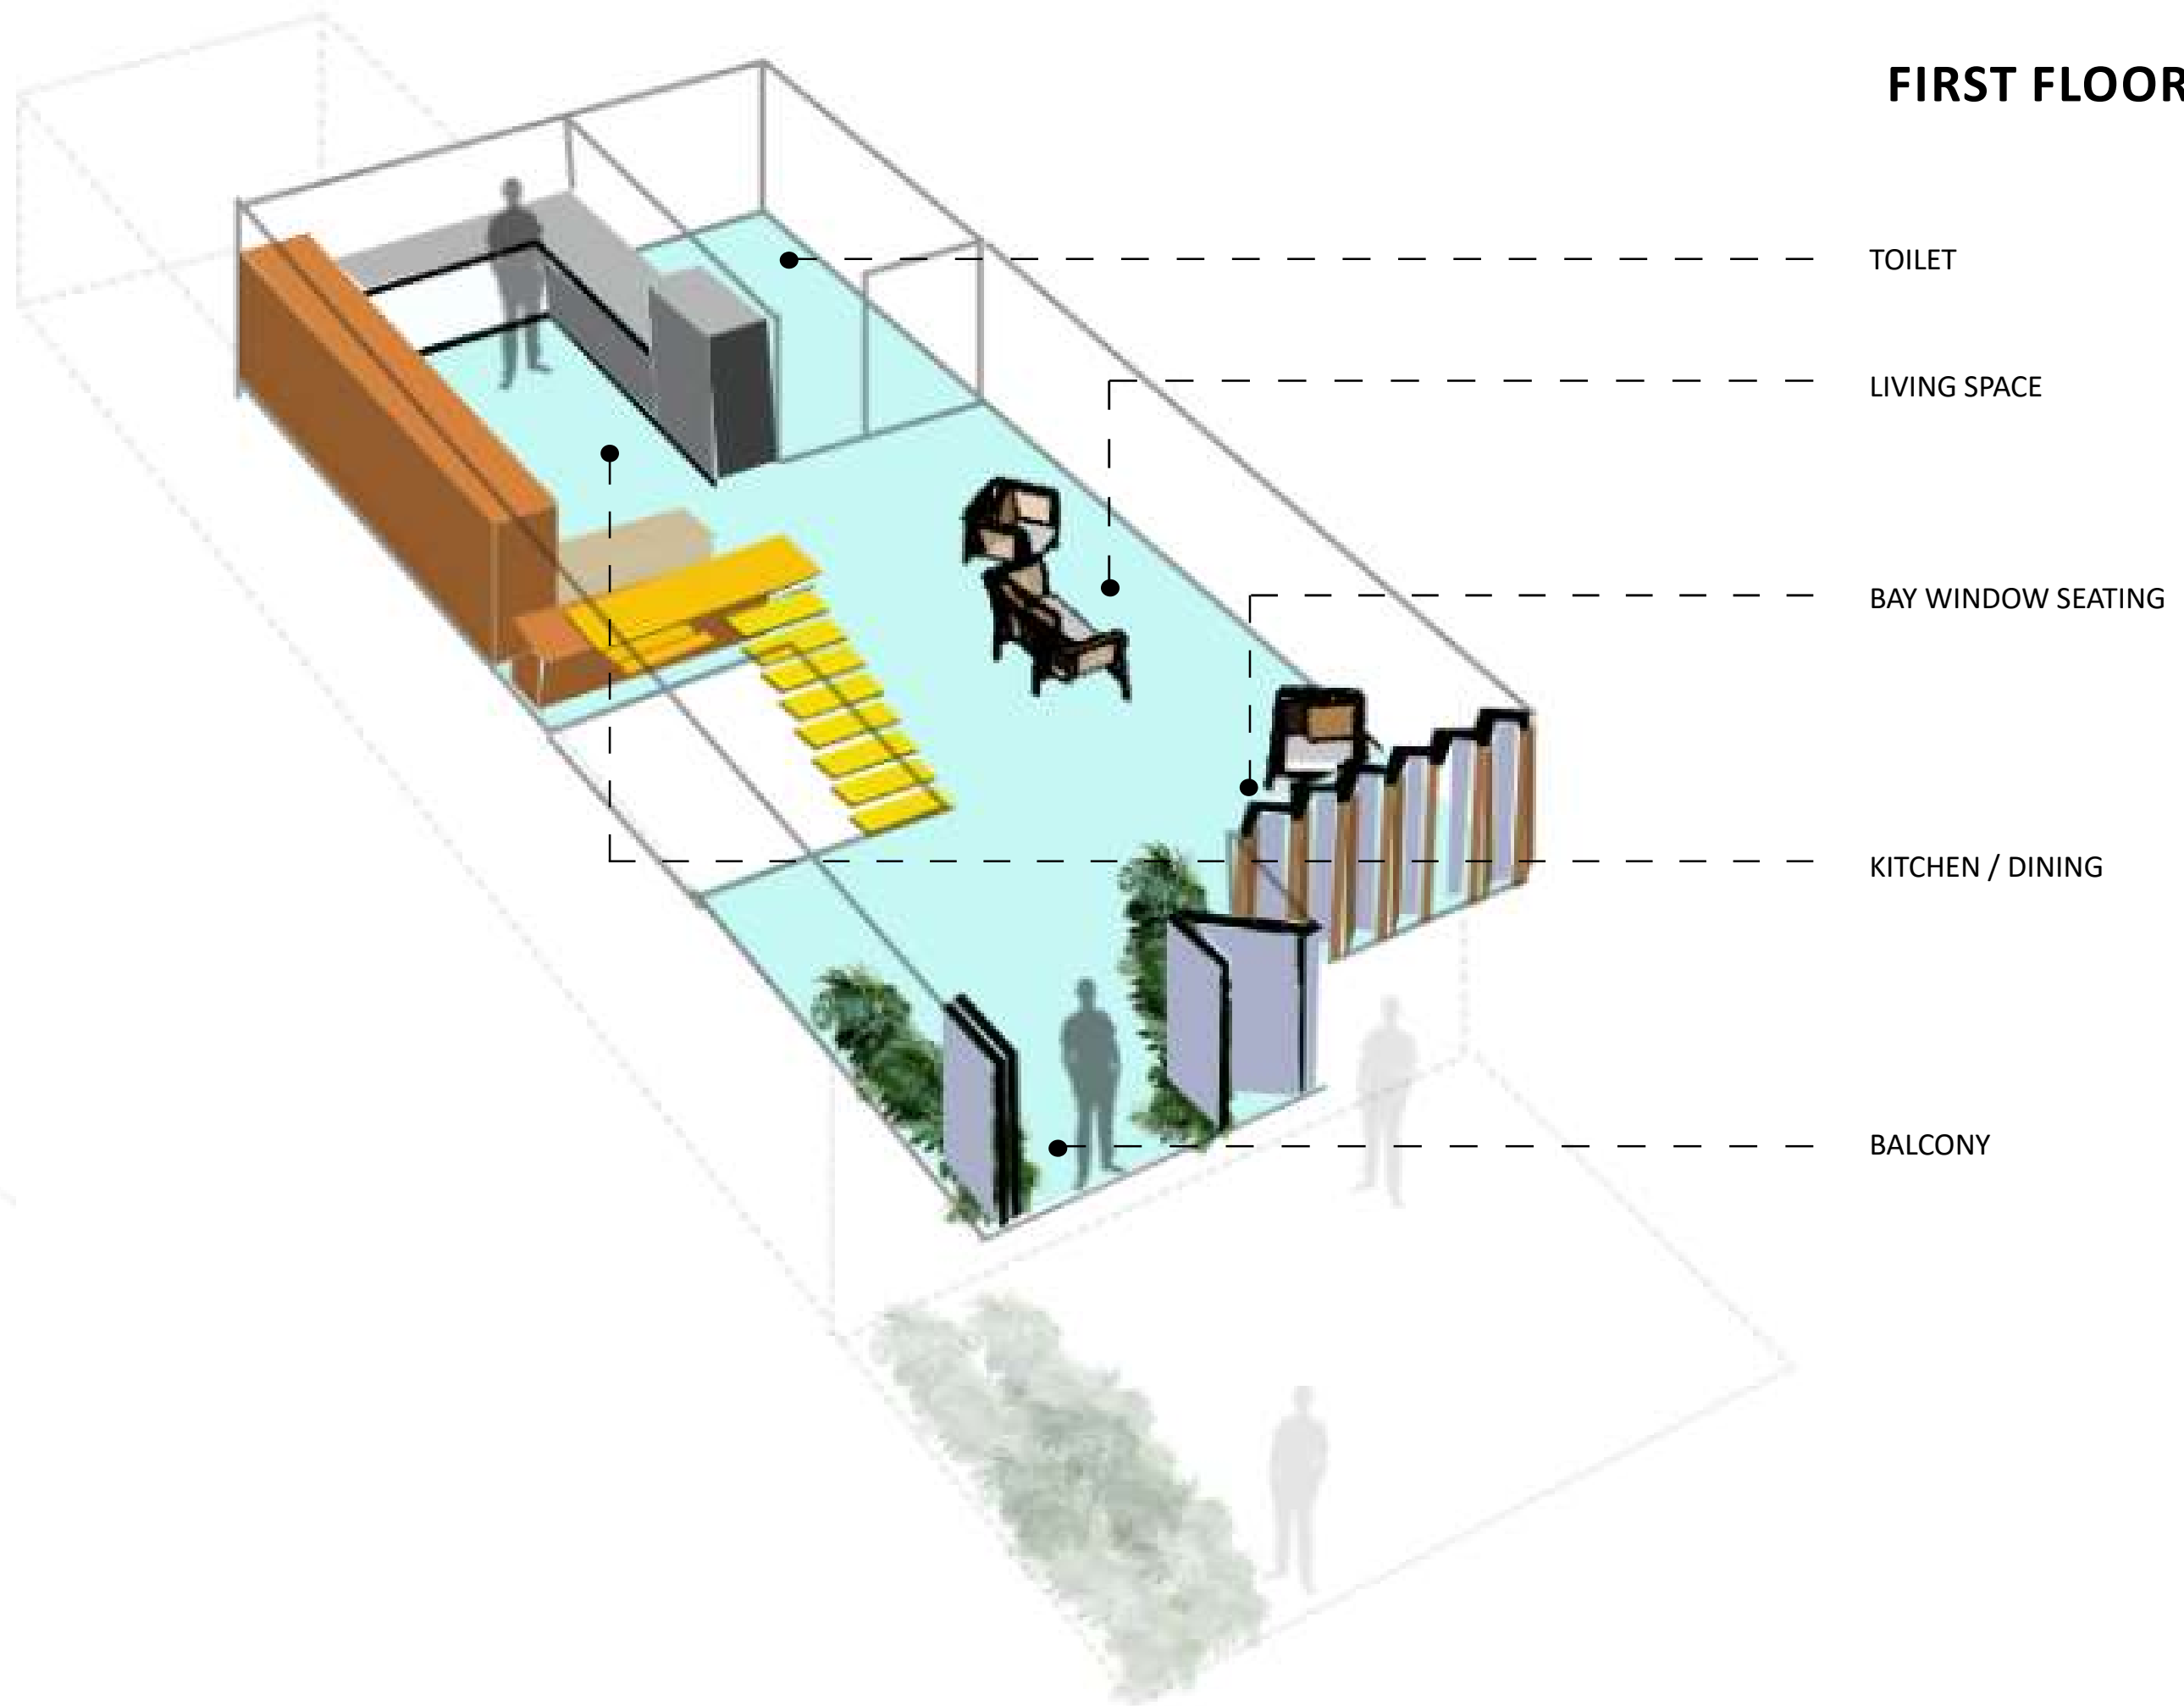 FIRST FLOOR
TOILET
LIVING SPACE
BAY WINDOW SEATING
KITCHEN / DINING
BALCONY